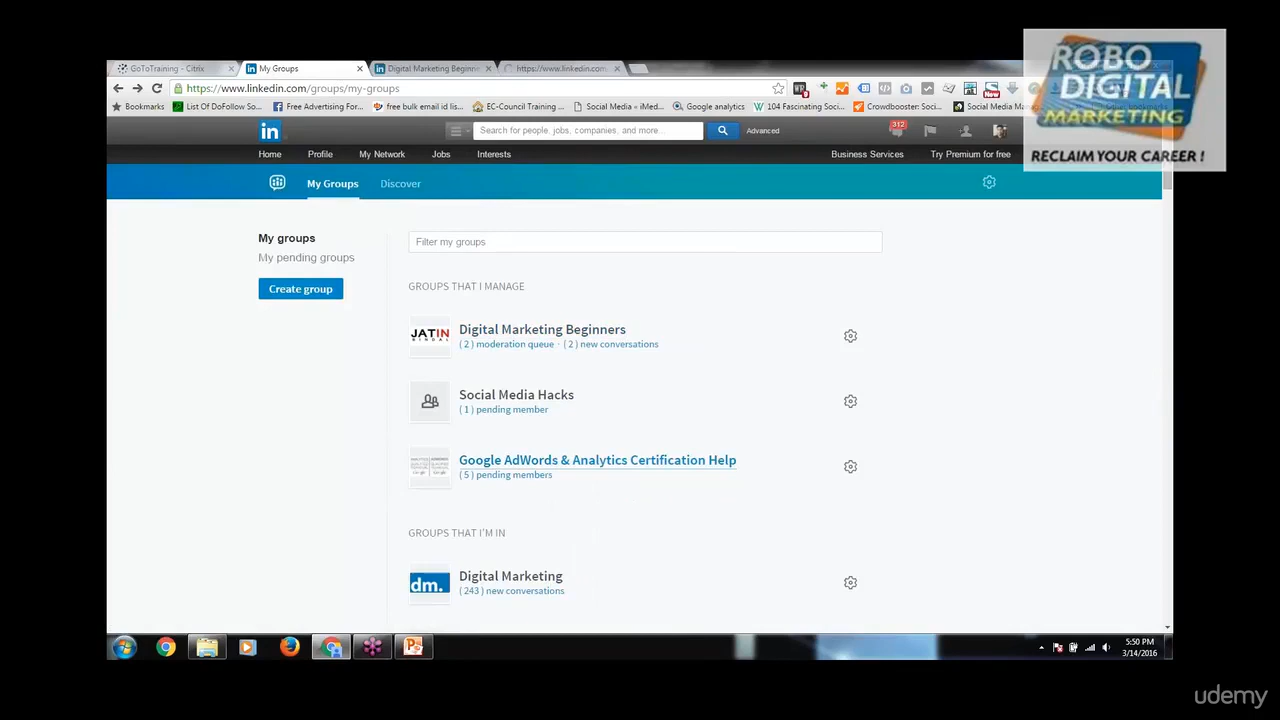 GoToTraining - Citrix
My Groups
Digital Marketing Beginne
https://www.linkedin.com
https://www.linkedin.com/groups/my-groups
Bookmarks
List Of DoFollow So...
Free Advertising For...
free bulk email id lis...
EC-Council Training ...
Social Media « iMed...
Google analytics
104 Fascinating Soci...
Crowdbooster: Soci...
Social Media Ma
ROBO
DIGITAL
MARKETING
RECLAIM YOUR CAREER !
in
Search for people, jobs, companies, and more...
Advanced
312
Home
Profile
My Network
Jobs
Interests
Business Services
Try Premium for free
My Groups
Discover
My groups
My pending groups
Create group
Filter my groups
GROUPS THAT I MANAGE
JATIN
BINDAL
Digital Marketing Beginners
( 2 ) moderation queue · ( 2 ) new conversations
Social Media Hacks
( 1 ) pending member
Google AdWords & Analytics Certification Help
( 5 ) pending members
GROUPS THAT I'M IN
dm.
Digital Marketing
( 243 ) new conversations
5:50 PM
3/14/2016
udemy